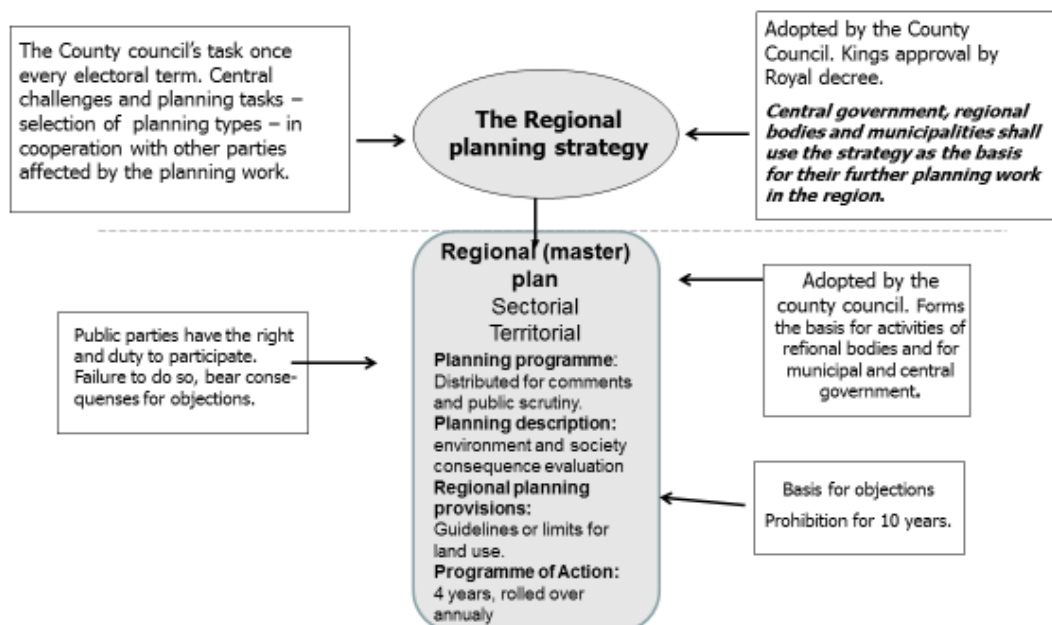 The County council's task once
every electoral term. Central
challenges and planning tasks –
selection of planning types – in
cooperation with other parties
affected by the planning work.
The Regional
planning strategy
Adopted by the County
Council. Kings approval by
Royal decree.
Central government, regional
bodies and municipalities shall
use the strategy as the basis
for their further planning work
in the region.
Regional (master)
plan
Sectorial
Territorial
Planning programme:
Distributed for comments
and public scrutiny.
Planning description:
environment and society
consequence evaluation
Regional planning
provisions:
Guidelines or limits for
land use.
Programme of Action:
4 years, rolled over
annualy
Public parties have the right
and duty to participate.
Failure to do so, bear conse-
quenses for objections.
Adopted by the
county council. Forms
the basis for activities of
refional bodies and for
municipal and central
government.
Basis for objections
Prohibition for 10 years.